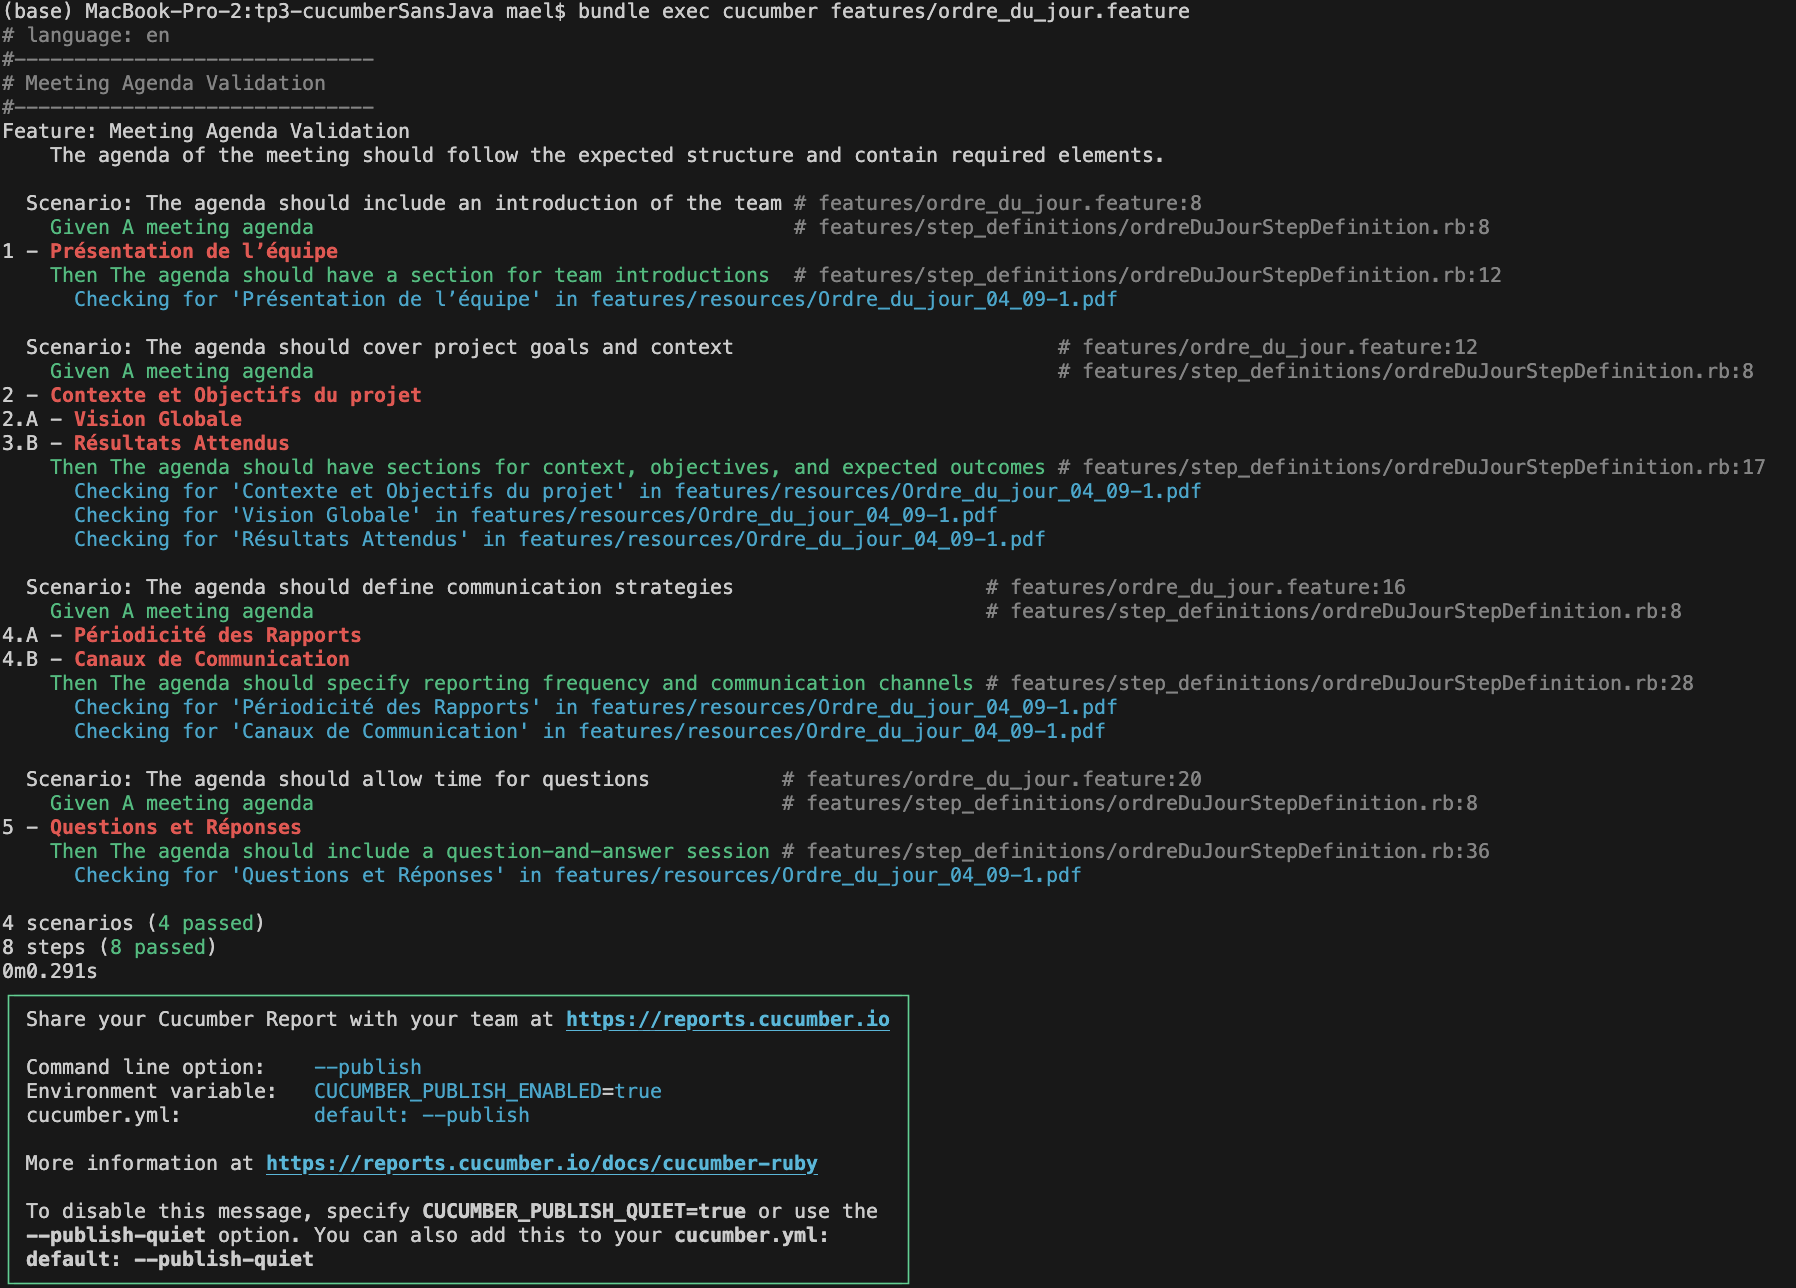 (base) MacBook-Pro-2:tp3-cucumberSansJava mael$ bundle exec cucumber features/ordre_du_jour.feature
# language: en
#------------------------------
# Meeting Agenda Validation
#------------------------------
Feature: Meeting Agenda Validation
The agenda of the meeting should follow the expected structure and contain required elements.
Scenario: The agenda should include an introduction of the team # features/ordre_du_jour.feature:8
Given A meeting agenda # features/step_definitions/ordreDuJourStepDefinition.rb:8
1 - Présentation de l’équipe
Then The agenda should have a section for team introductions # features/step_definitions/ordreDuJourStepDefinition.rb:12
Checking for 'Présentation de l’équipe' in features/resources/Ordre_du_jour_04_09-1.pdf
Scenario: The agenda should cover project goals and context # features/ordre_du_jour.feature:12
Given A meeting agenda # features/step_definitions/ordreDuJourStepDefinition.rb:8
2 - Contexte et Objectifs du projet
2.A - Vision Globale
3.B - Résultats Attendus
Then The agenda should have sections for context, objectives, and expected outcomes # features/step_definitions/ordreDuJourStepDefinition.rb:17
Checking for 'Contexte et Objectifs du projet' in features/resources/Ordre_du_jour_04_09-1.pdf
Checking for 'Vision Globale' in features/resources/Ordre_du_jour_04_09-1.pdf
Checking for 'Résultats Attendus' in features/resources/Ordre_du_jour_04_09-1.pdf
Scenario: The agenda should define communication strategies # features/ordre_du_jour.feature:16
Given A meeting agenda # features/step_definitions/ordreDuJourStepDefinition.rb:8
4.A - Périodicité des Rapports
4.B - Canaux de Communication
Then The agenda should specify reporting frequency and communication channels # features/step_definitions/ordreDuJourStepDefinition.rb:28
Checking for 'Périodicité des Rapports' in features/resources/Ordre_du_jour_04_09-1.pdf
Checking for 'Canaux de Communication' in features/resources/Ordre_du_jour_04_09-1.pdf
Scenario: The agenda should allow time for questions # features/ordre_du_jour.feature:20
Given A meeting agenda # features/step_definitions/ordreDuJourStepDefinition.rb:8
5 - Questions et Réponses
Then The agenda should include a question-and-answer session # features/step_definitions/ordreDuJourStepDefinition.rb:36
Checking for 'Questions et Réponses' in features/resources/Ordre_du_jour_04_09-1.pdf
4 scenarios (4 passed)
8 steps (8 passed)
0m0.291s
Share your Cucumber Report with your team at https://reports.cucumber.io
Command line option: --publish
Environment variable: CUCUMBER_PUBLISH_ENABLED=true
cucumber.yml: default: --publish
More information at https://reports.cucumber.io/docs/cucumber-ruby
To disable this message, specify CUCUMBER_PUBLISH_QUIET=true or use the
--publish-quiet option. You can also add this to your cucumber.yml:
default: --publish-quiet